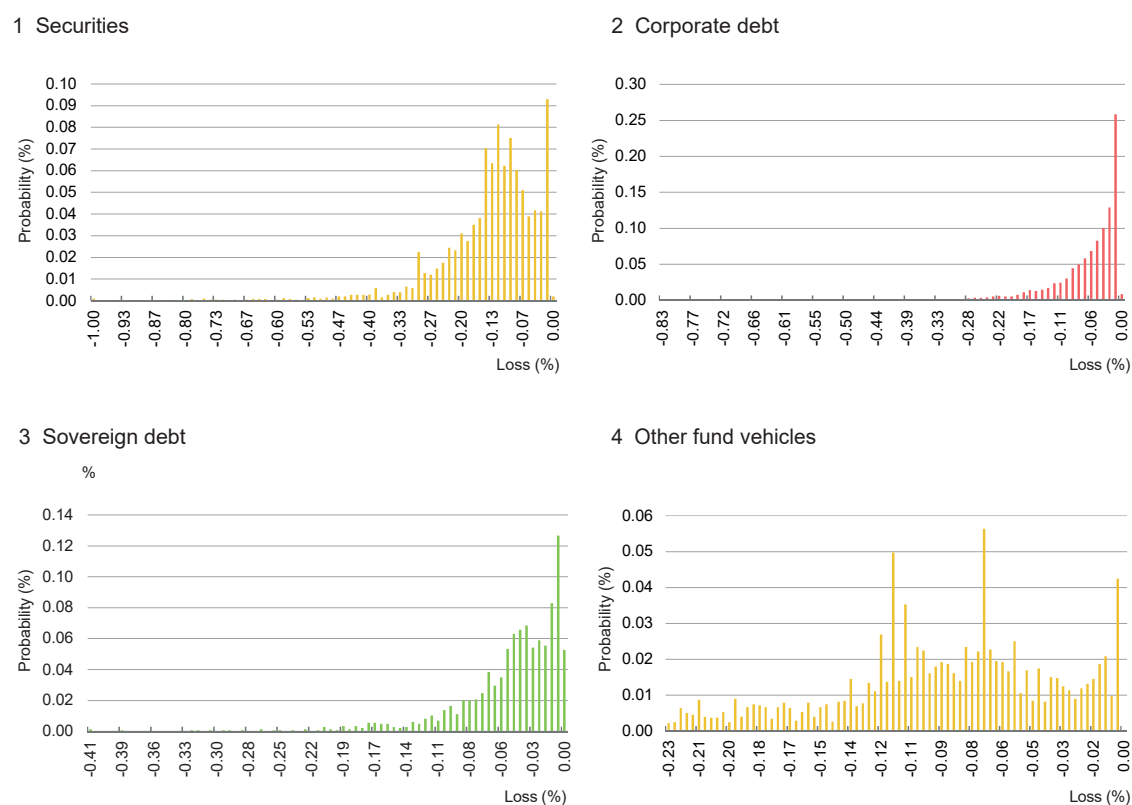 1 Securities
0.10
0.09
0.08
0.07
0.06
0.05
0.04
0.03
0.02
0.01
0.00
Probability (%)
-1.00 -0.93 -0.87 -0.80 -0.73 -0.67 -0.60 -0.53 -0.47 -0.40 -0.33 -0.27 -0.20 -0.13 -0.07 0.00
Loss (%)
2 Corporate debt
0.30
0.25
0.20
0.15
0.10
0.05
0.00
Probability (%)
-0.83 -0.77 -0.72 -0.66 -0.61 -0.55 -0.50 -0.44 -0.39 -0.33 -0.28 -0.22 -0.17 -0.11 -0.06 0.00
Loss (%)
3 Sovereign debt
%
0.14
0.12
0.10
0.08
0.06
0.04
0.02
0.00
Probability (%)
-0.41 -0.39 -0.36 -0.33 -0.30 -0.28 -0.25 -0.22 -0.19 -0.17 -0.14 -0.11 -0.08 -0.06 -0.03 0.00
Loss (%)
4 Other fund vehicles
0.06
0.05
0.04
0.03
0.02
0.01
0.00
Probability (%)
-0.23 -0.21 -0.20 -0.18 -0.17 -0.15 -0.14 -0.12 -0.11 -0.09 -0.08 -0.06 -0.05 -0.03 -0.02 0.00
Loss (%)